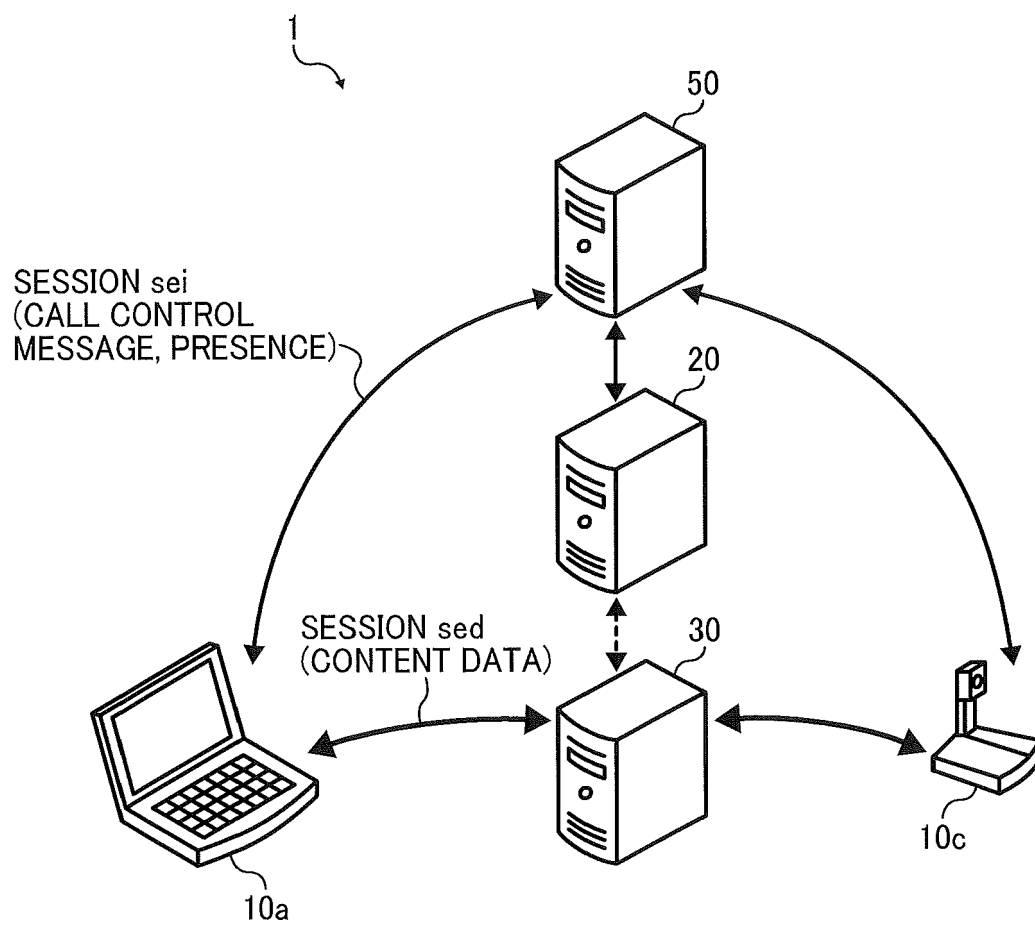 1
50
SESSION sei
(CALL CONTROL
MESSAGE, PRESENCE)
20
SESSION sed
(CONTENT DATA)
30
10a
10c